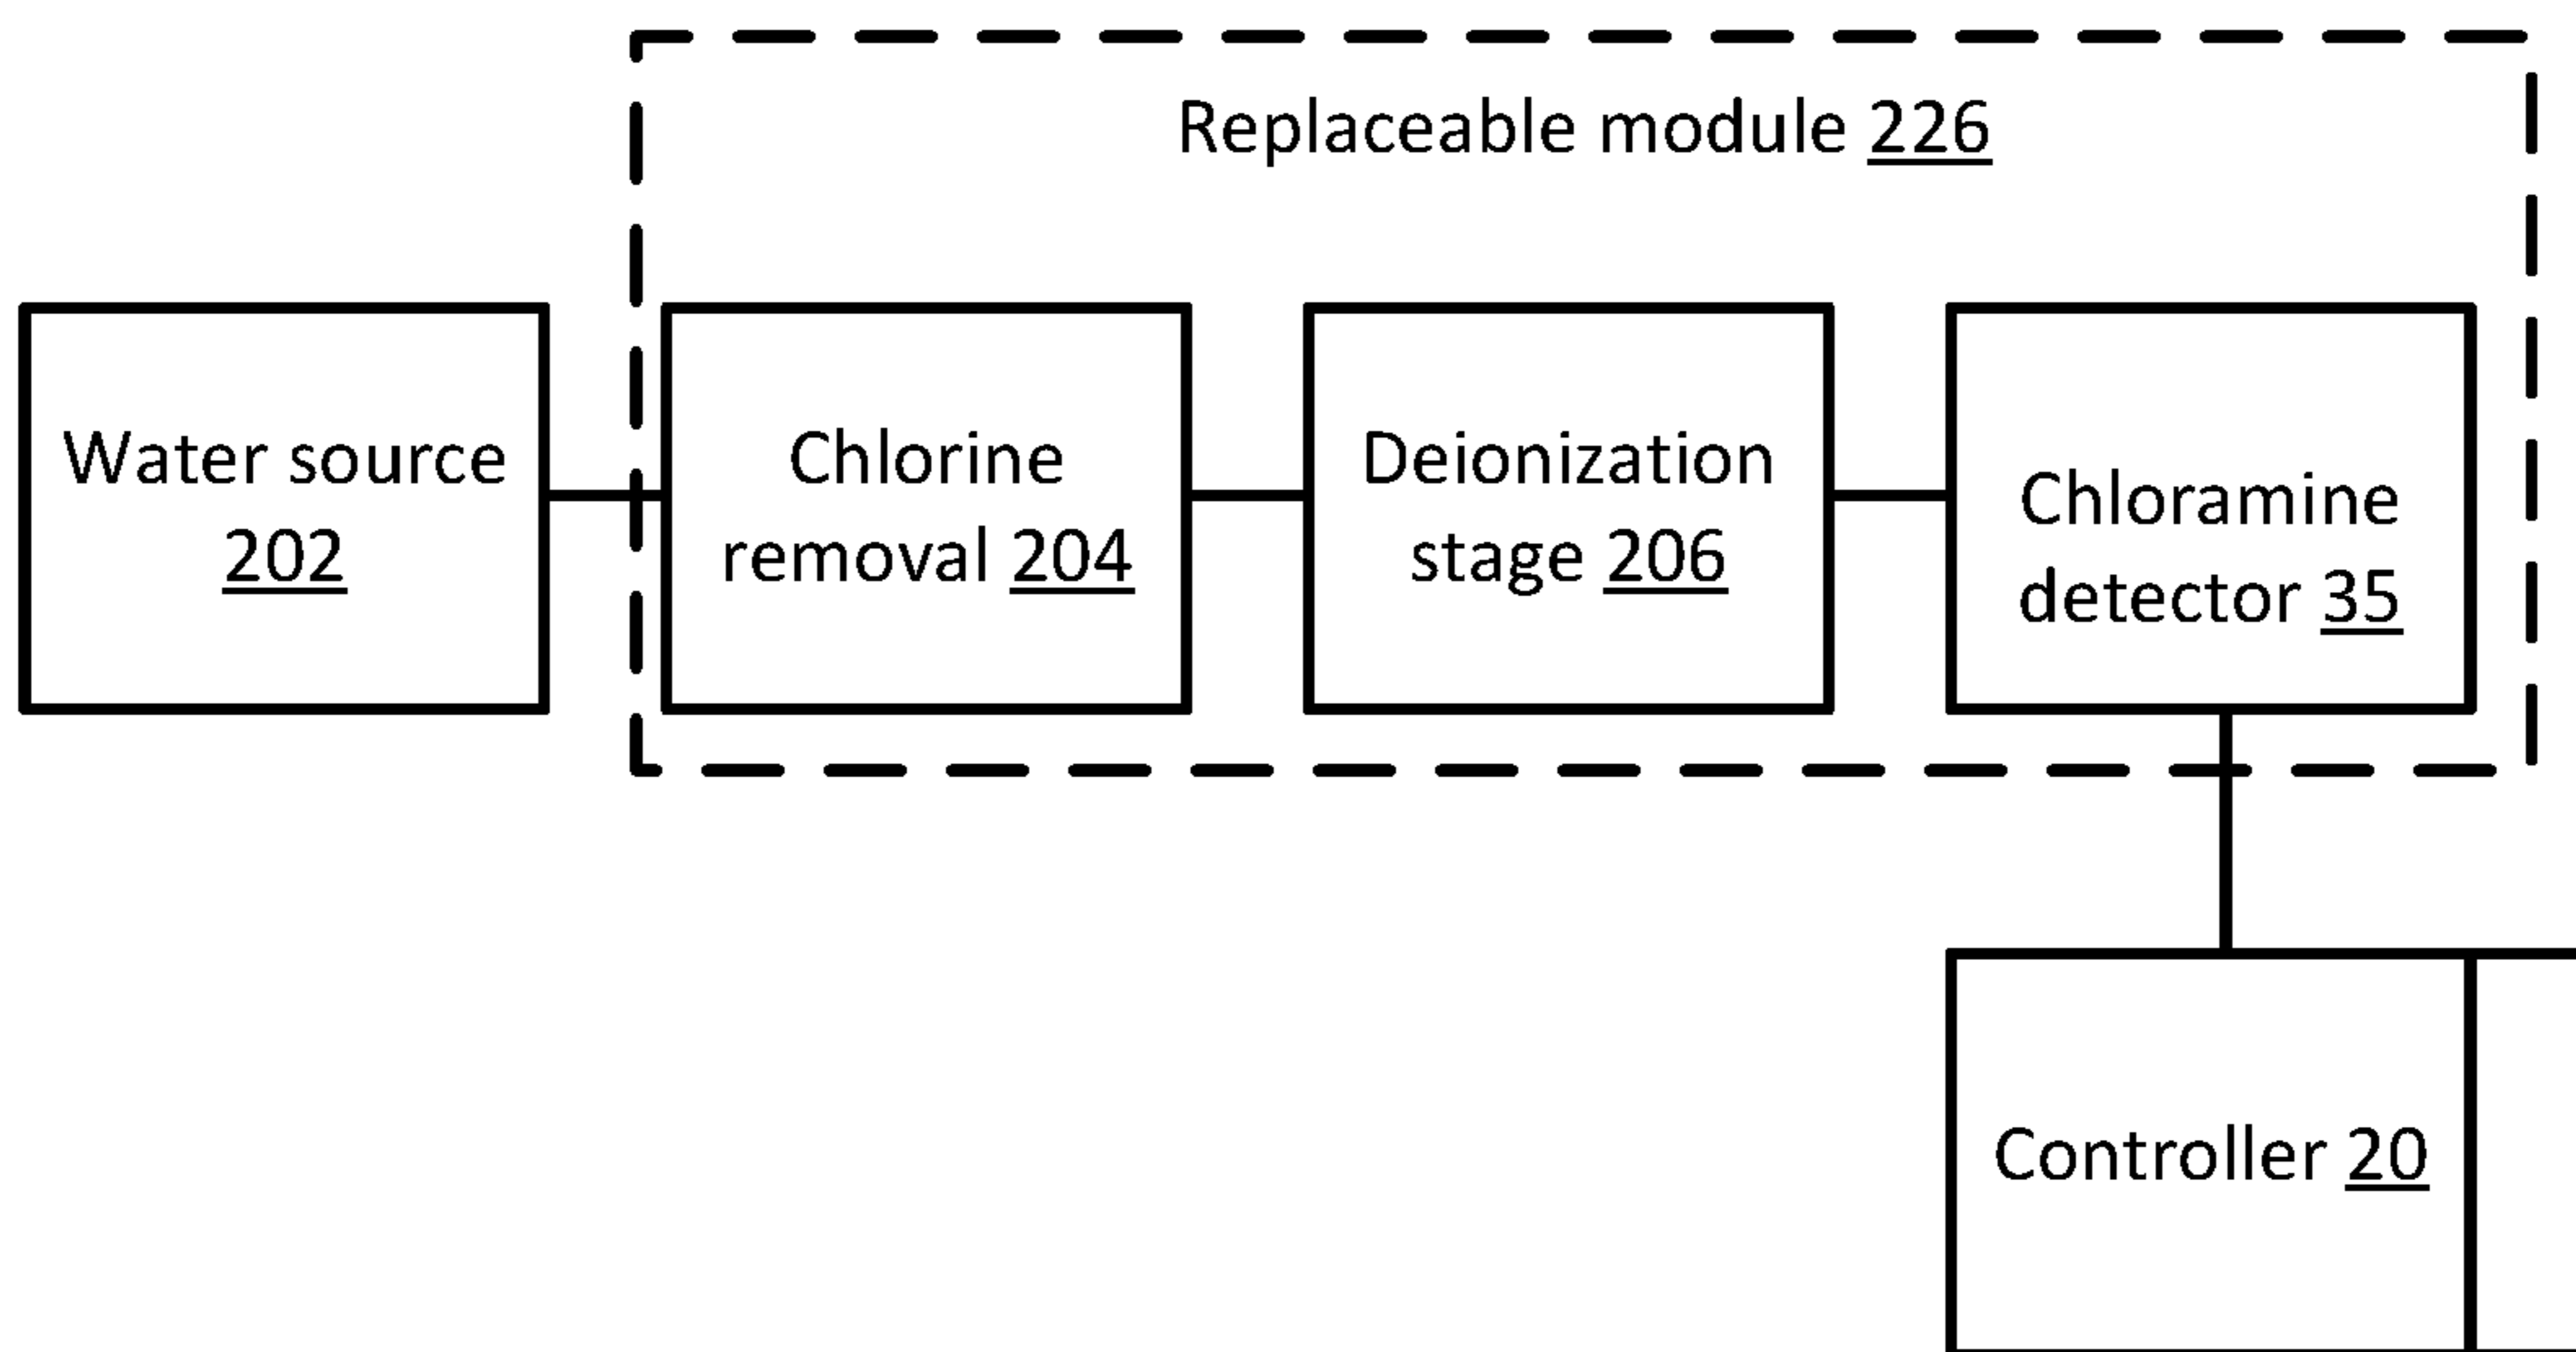 Replaceable module 226
Water source
202
Chlorine
removal 204
Deionization
stage 206
Chloramine
detector 35
Controller 20